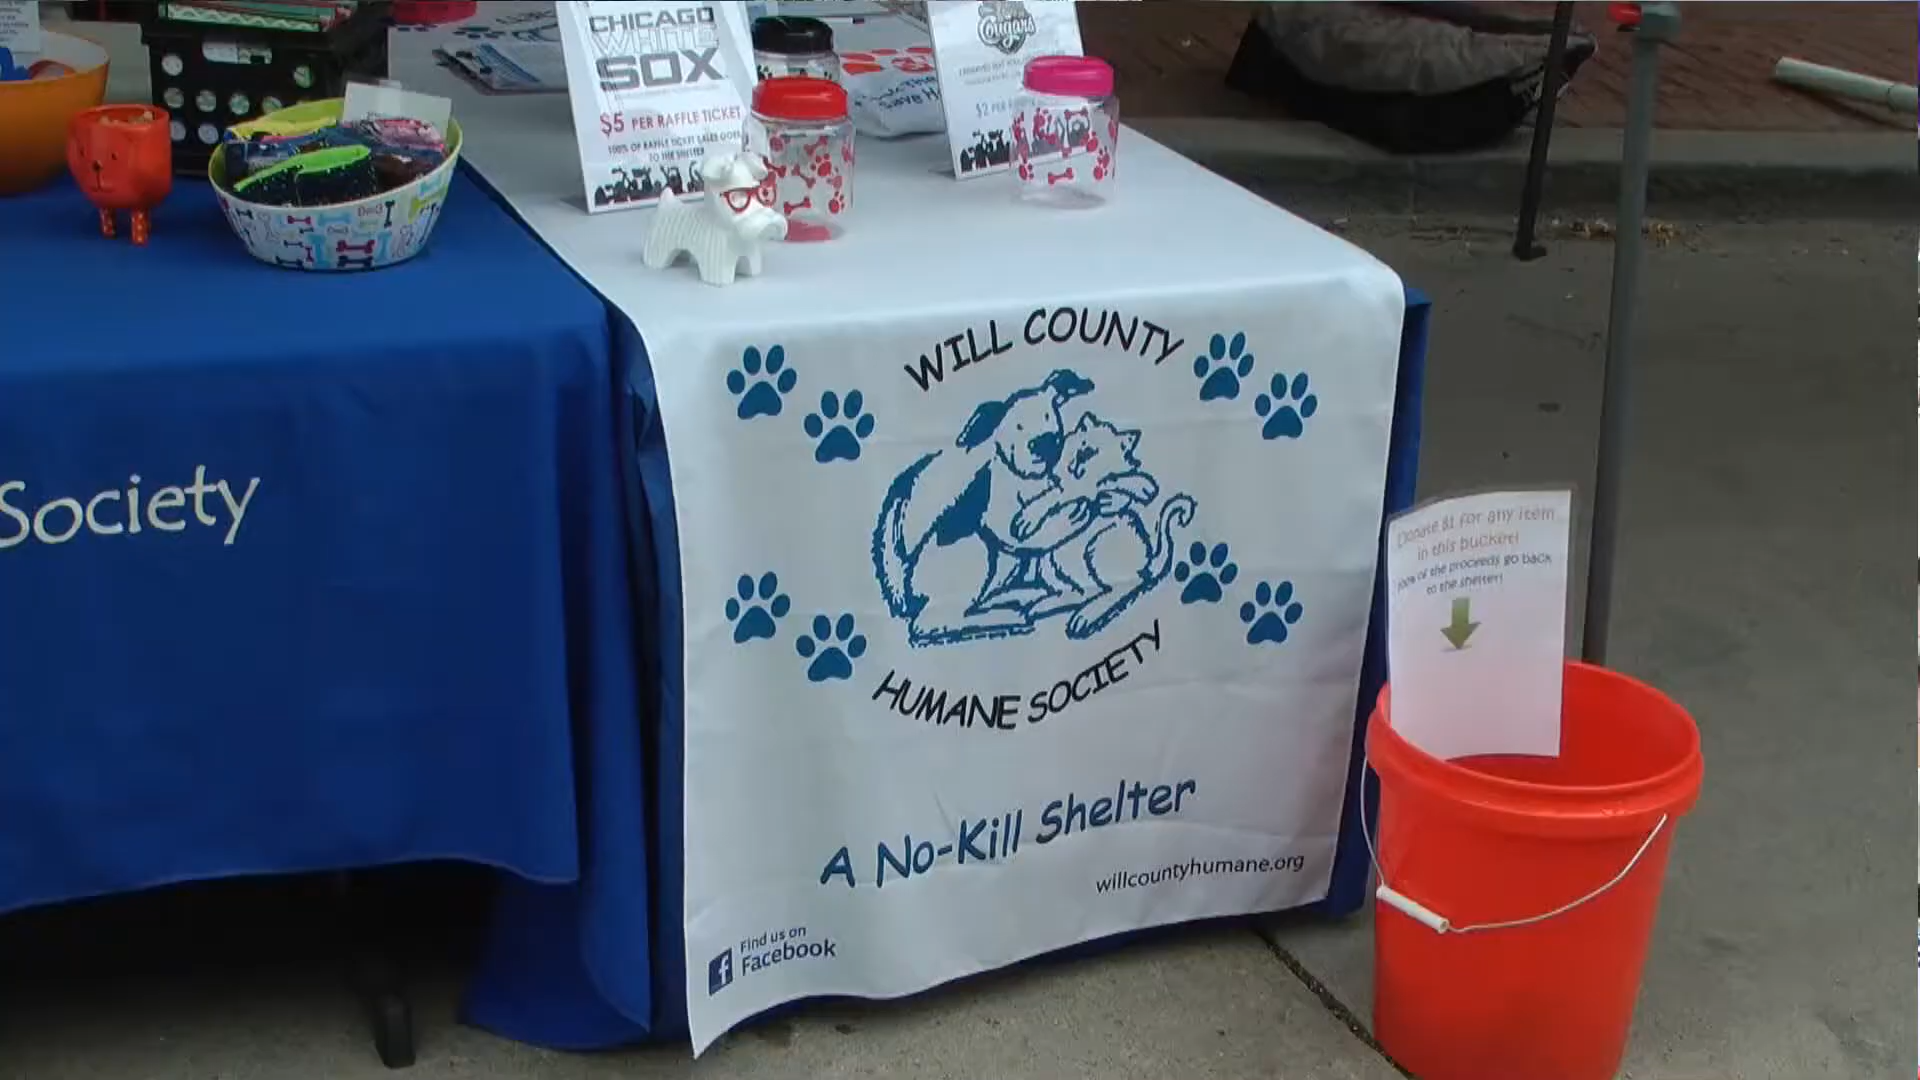 CHICAGO
WHITE
SOX
$5 PER RAFFLE TICKET
100% OF RAFFLE TICKET SALES GOES
TO THE SHELTER
Cougars
$2 PER
Society
WILL COUNTY
HUMANE SOCIETY
A No-Kill Shelter
willcountyhumane.org
Find us on
Facebook
f
Donate $1 for any item
in this bucket!
100% of the proceeds go back
to the shelter!